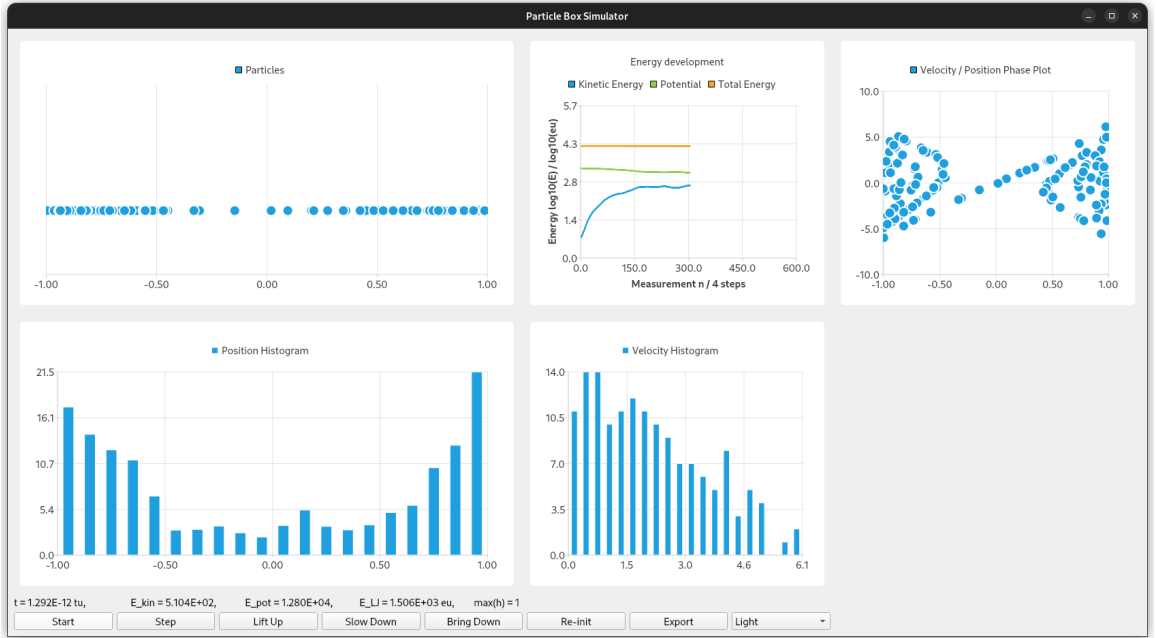 Particle Box Simulator
Particles
-1.00 -0.50 0.00 0.50 1.00
Energy development
Kinetic Energy Potential Total Energy
Energy log10(E) / log10(eu)
5.7
4.3
2.8
1.4
0.0
0.0 150.0 300.0 450.0 600.0
Measurement n / 4 steps
Velocity / Position Phase Plot
10.0
5.0
0.0
-5.0
-10.0
-1.00 -0.50 0.00 0.50 1.00
Position Histogram
21.5
16.1
10.7
5.4
0.0
-1.00 -0.50 0.00 0.50 1.00
Velocity Histogram
14.0
10.5
7.0
3.5
0.0
0.0 1.5 3.0 4.6 6.1
t = 1.292E-12 tu, E_kin = 5.104E+02, E_pot = 1.280E+04, E_LJ = 1.506E+03 eu, max(h) = 1
Start Step Lift Up Slow Down Bring Down Re-init Export Light